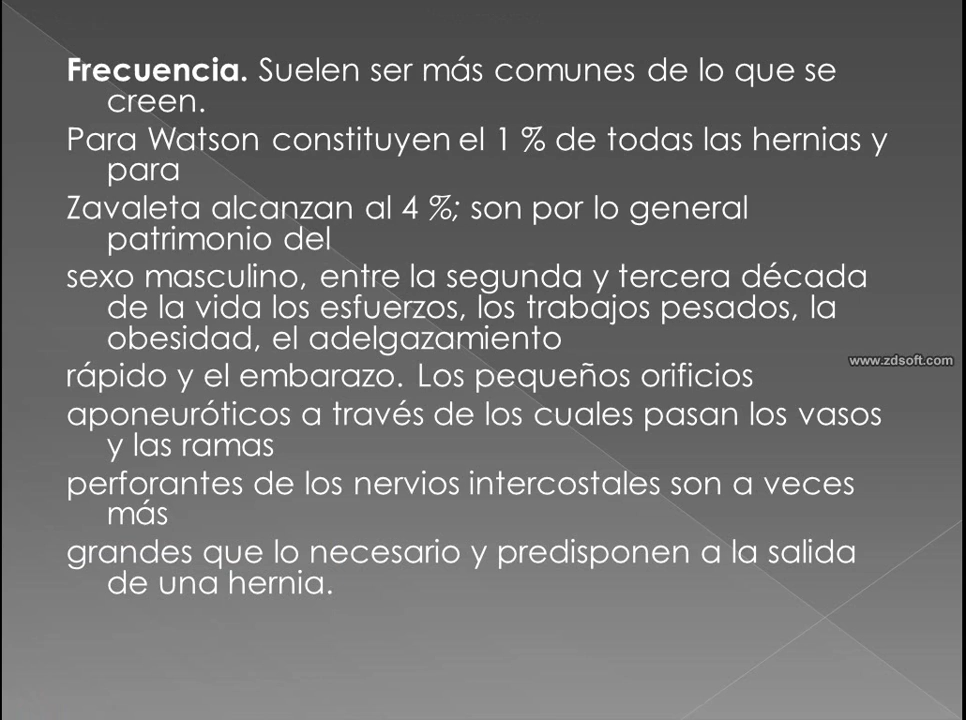 Frecuencia. Suelen ser más comunes de lo que se
creen.
Para Watson constituyen el 1 % de todas las hernias y
para
Zavaleta alcanzan al 4 %; son por lo general
patrimonio del
sexo masculino, entre la segunda y tercera década
de la vida los esfuerzos, los trabajos pesados, la
obesidad, el adelgazamiento
www.zdsoft.com
rápido y el embarazo. Los pequeños orificios
aponeuróticos a través de los cuales pasan los vasos
y las ramas
perforantes de los nervios intercostales son a veces
más
grandes que lo necesario y predisponen a la salida
de una hernia.